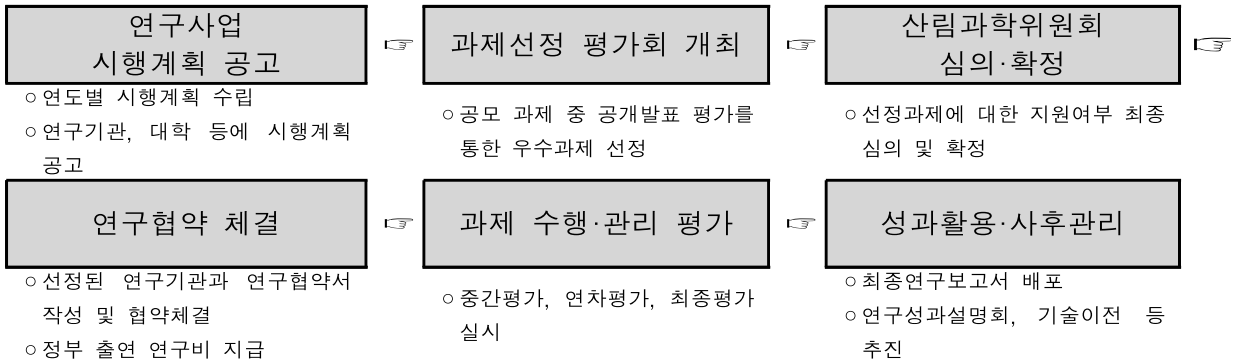 연구사업
시행계획 공고
☞
과제선정 평가회 개최
☞
산림과학위원회
심의·확정
☞
○ 연도별 시행계획 수립
○ 연구기관, 대학 등에 시행계획
공고
○ 공모 과제 중 공개발표 평가를
통한 우수과제 선정
○ 선정과제에 대한 지원여부 최종
심의 및 확정
연구협약 체결
☞
과제 수행·관리 평가
☞
성과활용·사후관리
○ 선정된 연구기관과 연구협약서
작성 및 협약체결
○ 정부 출연 연구비 지급
○ 중간평가, 연차평가, 최종평가
실시
○ 최종연구보고서 배포
○ 연구성과설명회, 기술이전 등
추진